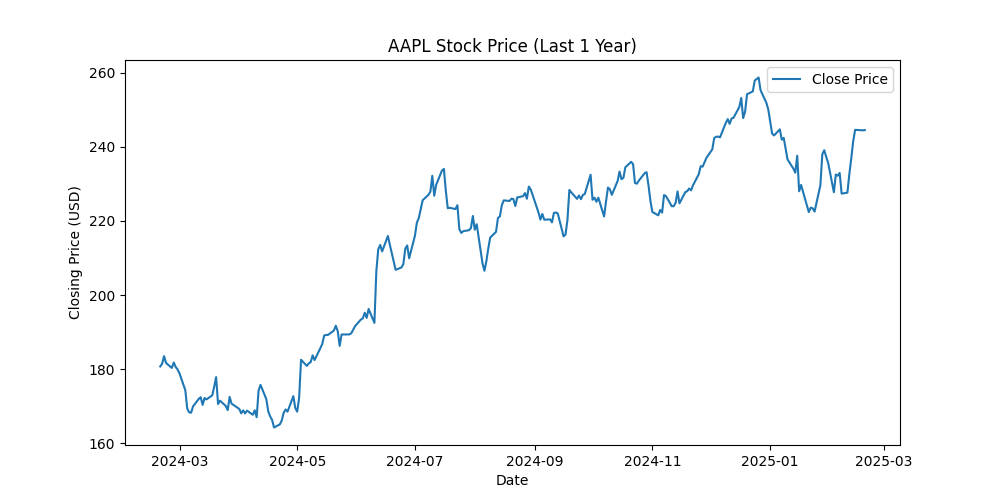 AAPL Stock Price (Last 1 Year)
Close Price
Closing Price (USD)
260
240
220
200
180
160
2024-03 2024-05 2024-07 2024-09 2024-11 2025-01 2025-03
Date